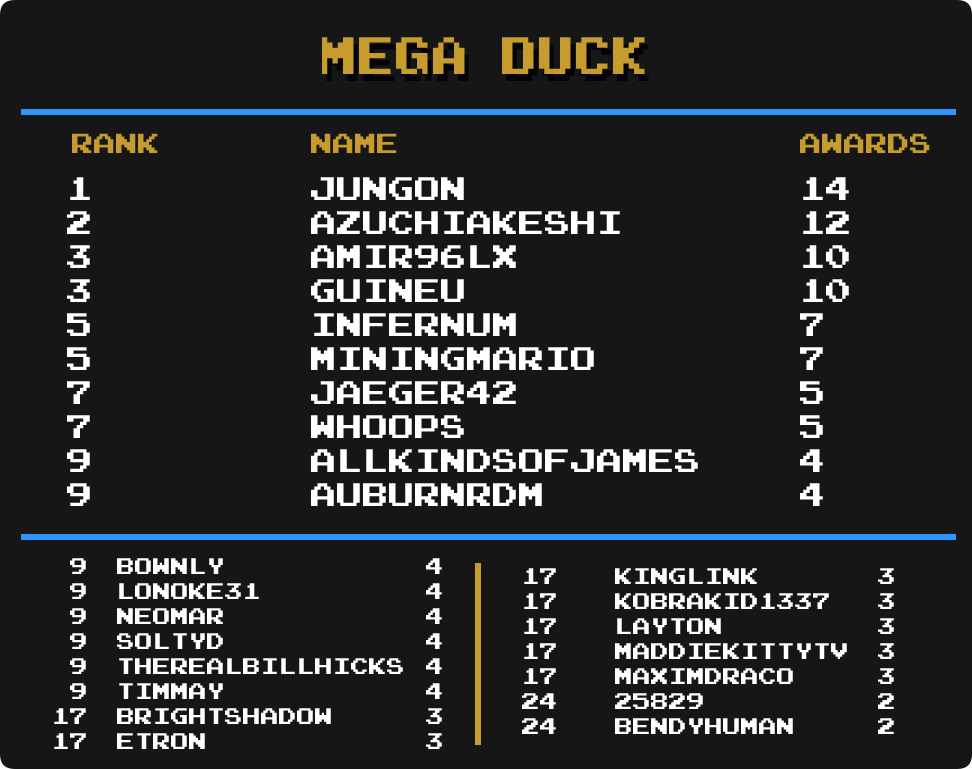 MEGA DUCK
RANK NAME AWARDS
1 JUNGON 14
2 AZUCHIAKESHI 12
3 AMIR96LX 10
3 GUINEU 10
5 INFERNUM 7
5 MININGMARIO 7
7 JAEGER42 5
7 WHOOPS 5
9 ALLKINDSOFJAMES 4
9 AUBURNRDM 4
9 BOWNLY 4
9 LONOKE31 4
9 NEOMAR 4
9 SOLTYD 4
9 THEREALBILLHICKS 4
9 TIMMAY 4
17 BRIGHTSHADOW 3
17 ETRON 3
17 KINGLINK 3
17 KOBRAKID1337 3
17 LAYTON 3
17 MADDIEKITTYTV 3
17 MAXIMDRACO 3
24 25829 2
24 BENDYHUMAN 2